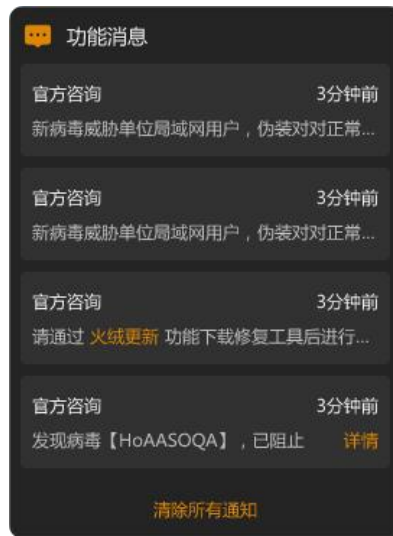 功能消息
官方咨询 3分钟前
新病毒威胁单位局域网用户，伪装对对正常...
官方咨询 3分钟前
新病毒威胁单位局域网用户，伪装对对正常...
官方咨询 3分钟前
请通过 火绒更新 功能下载修复工具后进行...
官方咨询 3分钟前
发现病毒【HoAASOQA】，已阻止 详情
清除所有通知